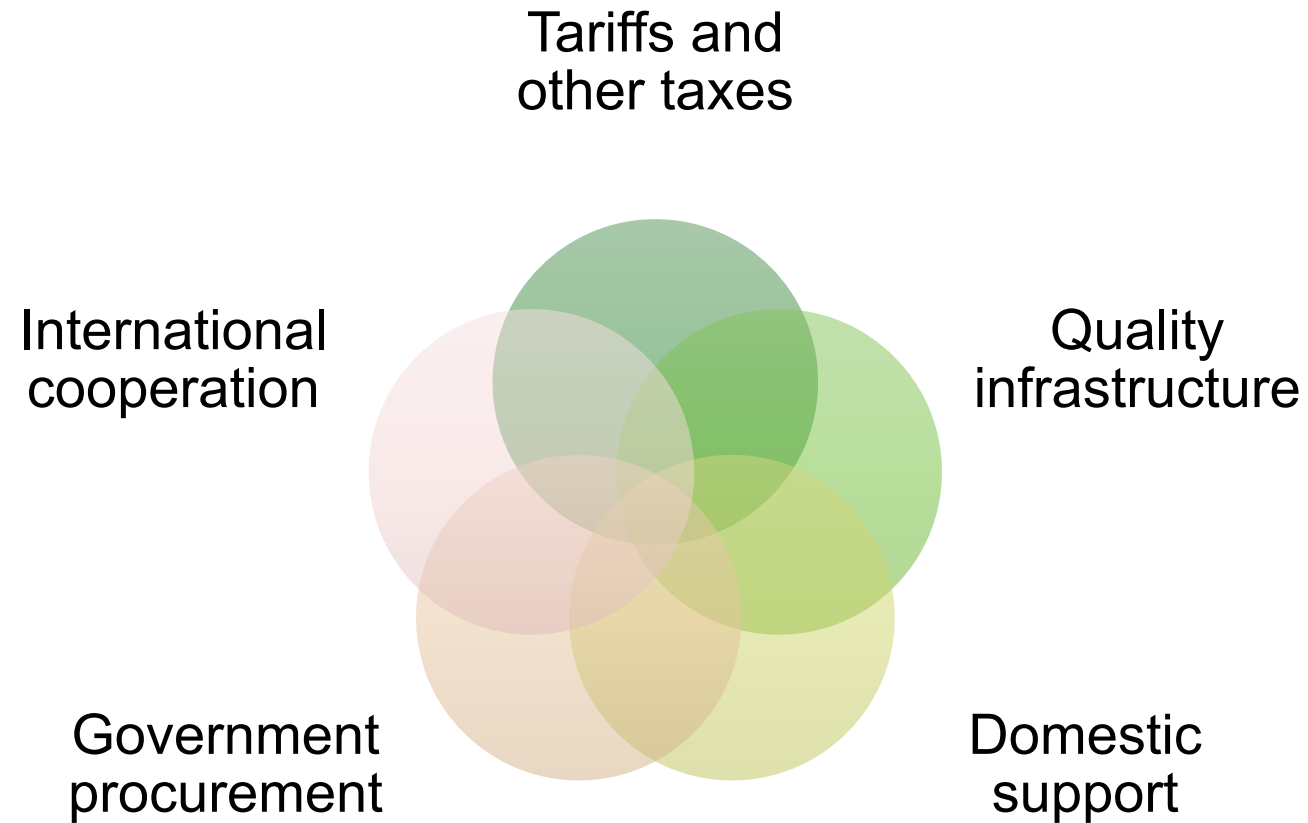 Tariffs and
other taxes
International
cooperation
Quality
infrastructure
Government
procurement
Domestic
support